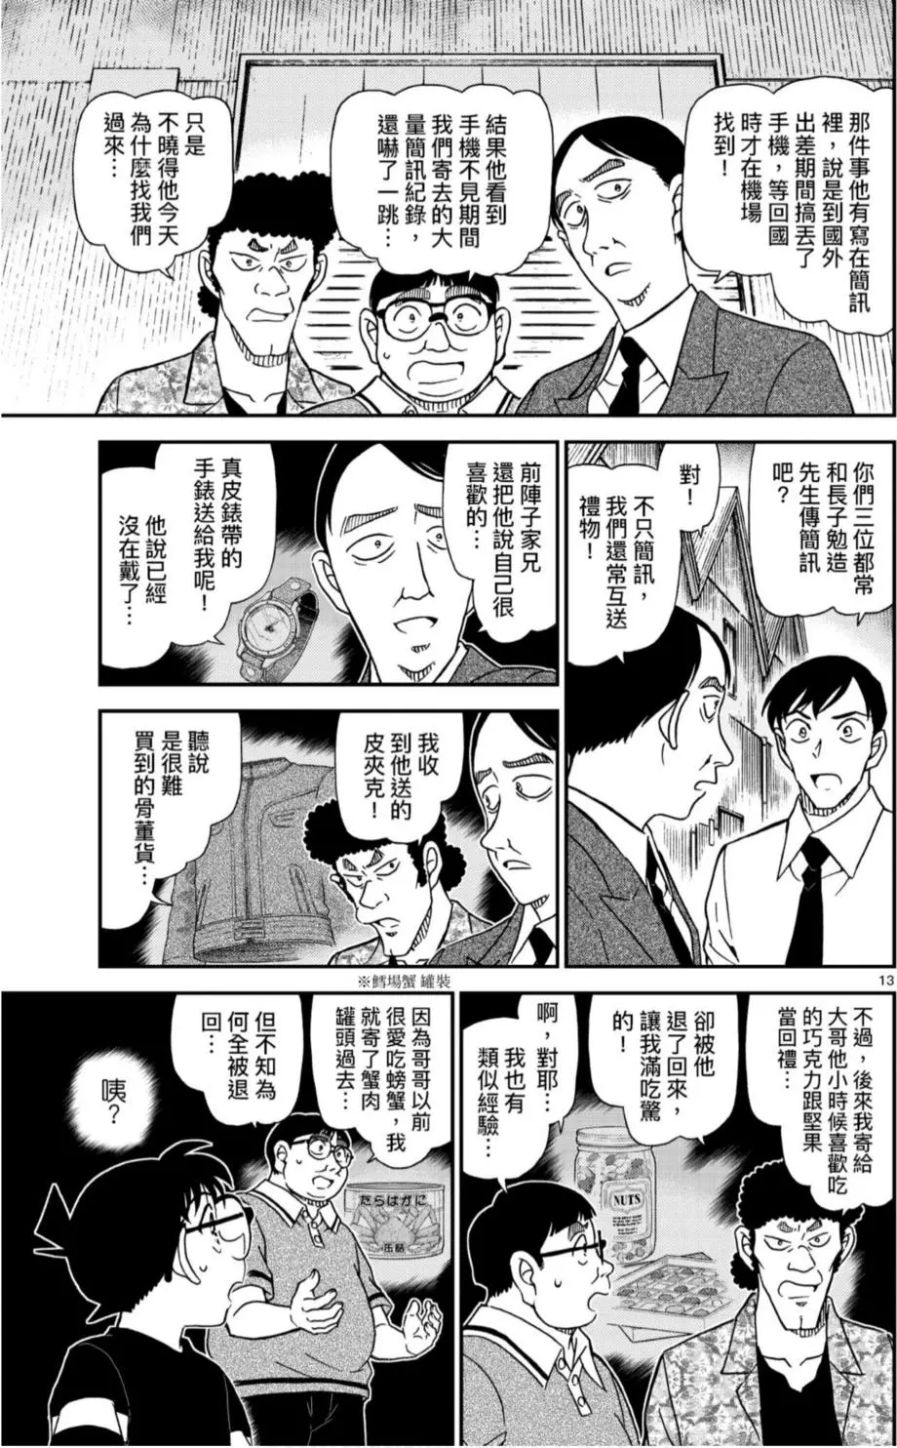 那件事他有寫在簡訊
裡，說是到國外
出差期間搞丟了
手機，等回國
時才在機場
找到！
結果他看到
手機不見期間
我們寄去的大
量簡訊紀錄，
還嚇了一跳…
只是
不曉得他今天
為什麼找我們
過來…
你們三位都常
和長子勉造
先生傳簡訊
吧？
對！
不只簡訊，
我們還常互送
禮物！
前陣子家兄
還把他說自己很
喜歡的…
真皮錶帶的
手錶送給我呢！
他說已經
沒在戴了…
我收
到他送的
皮夾克！
聽說
是很難
買到的骨董貨…
13
※鱈場蟹 罐裝
不過，後來我寄給
大哥他小時候喜歡吃
的巧克力跟堅果
當回禮…
卻被他
退了回來，
讓我滿吃驚
的！
NUTS
啊，對耶…
我也有
類似經驗…
因為哥哥以前
很愛吃螃蟹，我
就寄了蟹肉
罐頭過去…
たらばがに
缶詰
但不知為
何全被退
回…
咦？